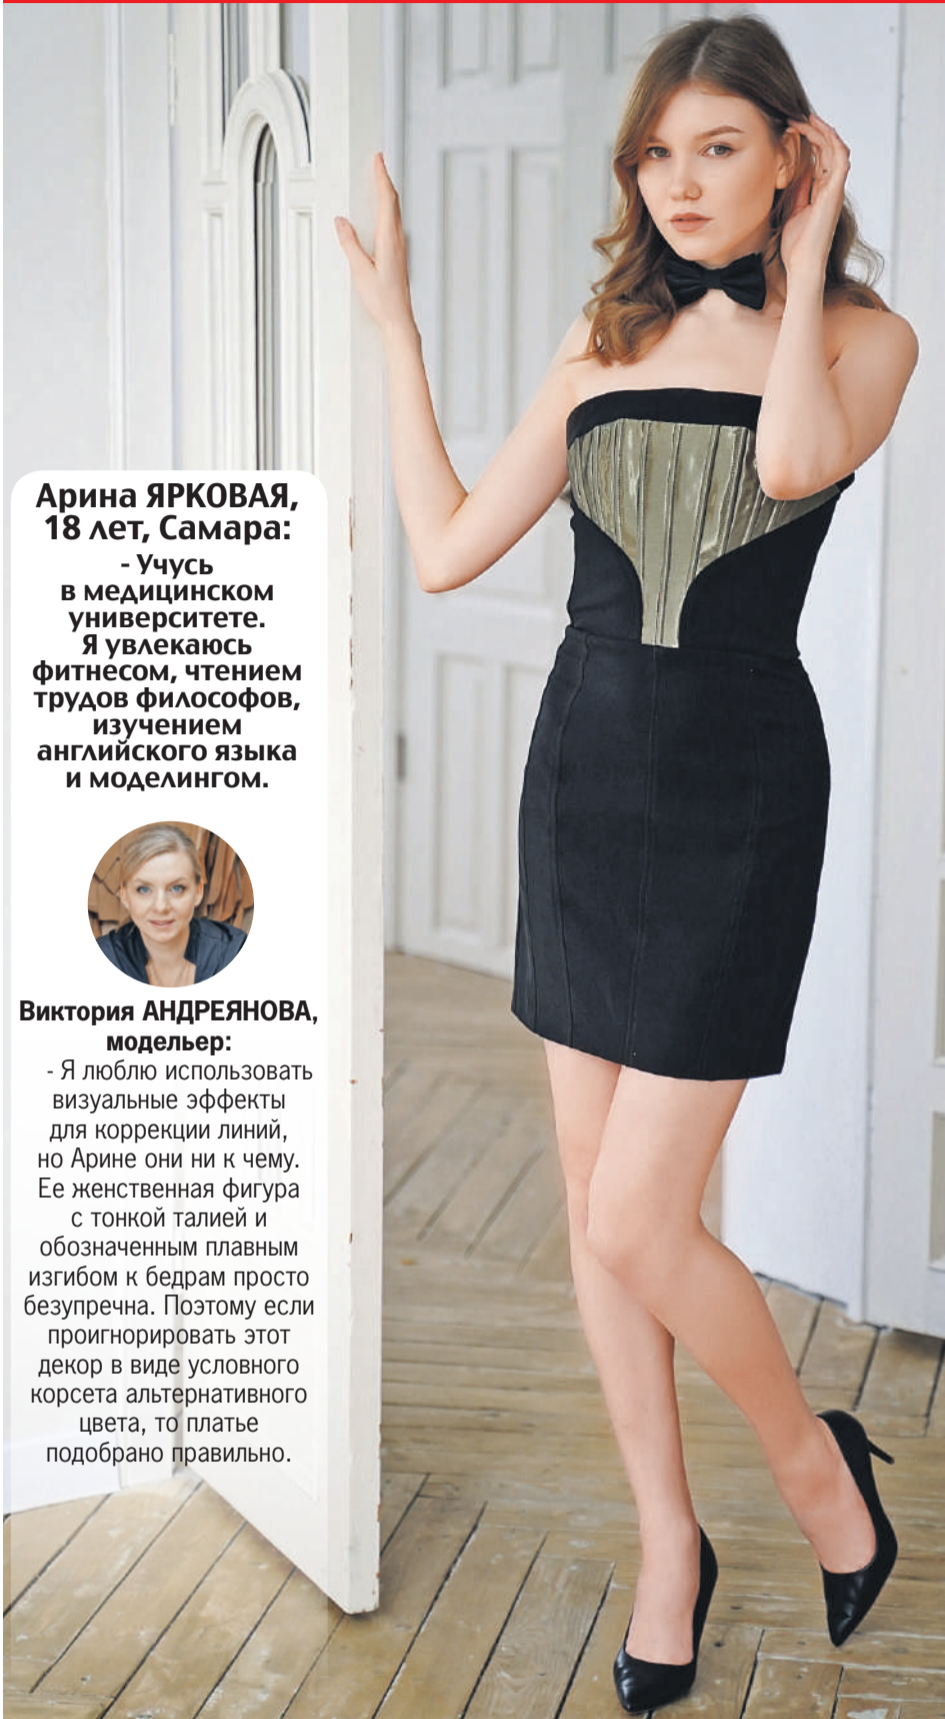 Арина ЯРКОВАЯ,
18 лет, Самара:
- Учусь
в медицинском
университете.
Я увлекаюсь
фитнесом, чтением
трудов философов,
изучением
английского языка
и моделингом.
Виктория АНДРЕЯНОВА,
модельер:
- Я люблю использовать
визуальные эффекты
для коррекции линий,
но Арине они ни к чему.
Ее женственная фигура
с тонкой талией и
обозначенным плавным
изгибом к бедрам просто
безупречна. Поэтому если
проигнорировать этот
декор в виде условного
корсета альтернативного
цвета, то платье
подобрано правильно.